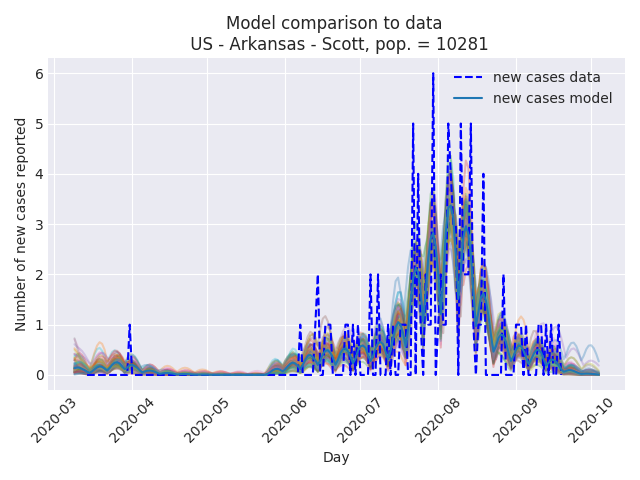 Model comparison to data
US - Arkansas - Scott, pop. = 10281
new cases data
new cases model
Number of new cases reported
6
5
4
3
2
1
0
2020-03
2020-04
2020-05
2020-06
2020-07
2020-08
2020-09
2020-10
Day